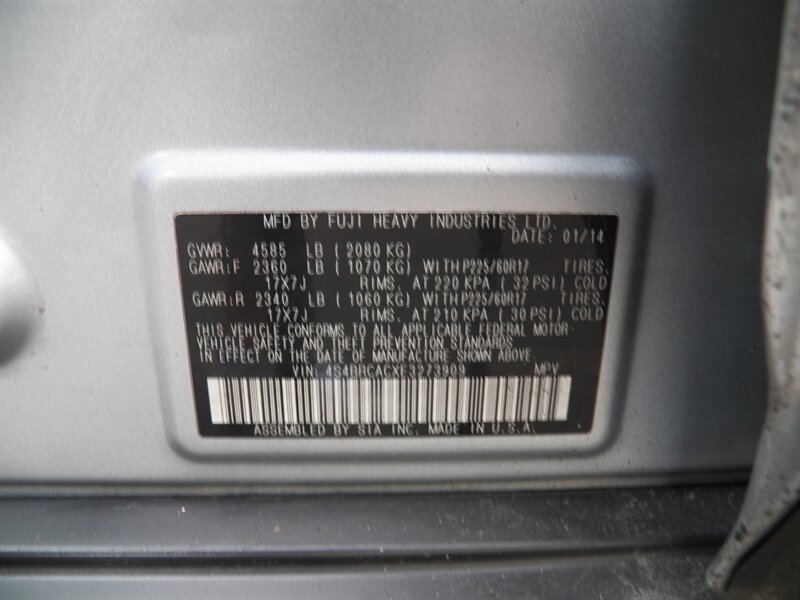 MFD BY FUJI HEAVY INDUSTRIES LTD.
DATE: 01/14
GVWR: 4585 LB ( 2080 KG)
GAWR:F 2360 LB ( 1070 KG) WITH P225/60R17 TIRES,
17X7J RIMS, AT 220 KPA ( 32 PSI) COLD
GAWR:R 2340 LB ( 1060 KG) WITH P225/60R17 TIRES,
17X7J RIMS, AT 210 KPA ( 30 PSI) COLD
THIS VEHICLE CONFORMS TO ALL APPLICABLE FEDERAL MOTOR
VEHICLE SAFETY AND THEFT PREVENTION STANDARDS
IN EFFECT ON THE DATE OF MANUFACTURE SHOWN ABOVE.
VIN: 4S4BRCACXE3273909 MPV
ASSEMBLED BY SIA INC. MADE IN U.S.A.